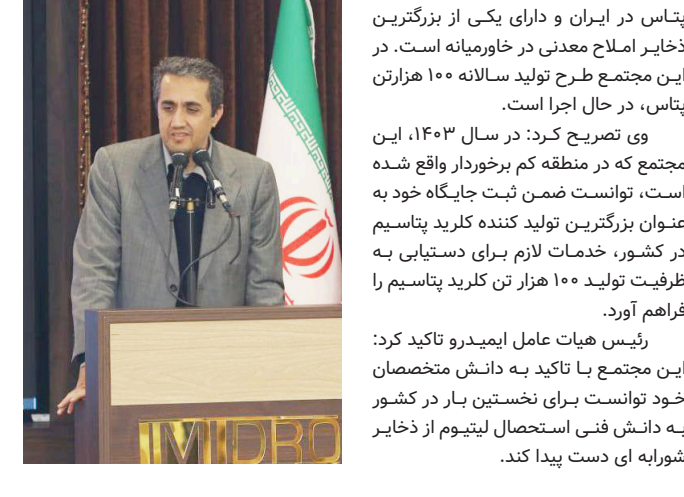 پتاس در ایران و دارای یکی از بزرگترین
ذخایر املاح معدنی در خاورمیانه است. در
این مجتمع طرح تولید سالانه ۱۰۰ هزارتن
پتاس، در حال اجرا است.
وی تصریح کرد: در سال ۱۴۰۳، این
مجتمع که در منطقه کم برخوردار واقع شده
است، توانست ضمن ثبت جایگاه خود به
عنوان بزرگترین تولید کننده کلرید پتاسیم
در کشور، خدمات لازم برای دستیابی به
ظرفیت تولید ۱۰۰ هزار تن کلرید پتاسیم را
فراهم آورد.
رئیس هیات عامل ایمیدرو تاکید کرد:
این مجتمع با تاکید به دانش متخصصان
خود توانست برای نخستین بار در کشور
به دانش فنی استحصال لیتیوم از ذخایر
شورابه ای دست پیدا کند.
IMIDRO